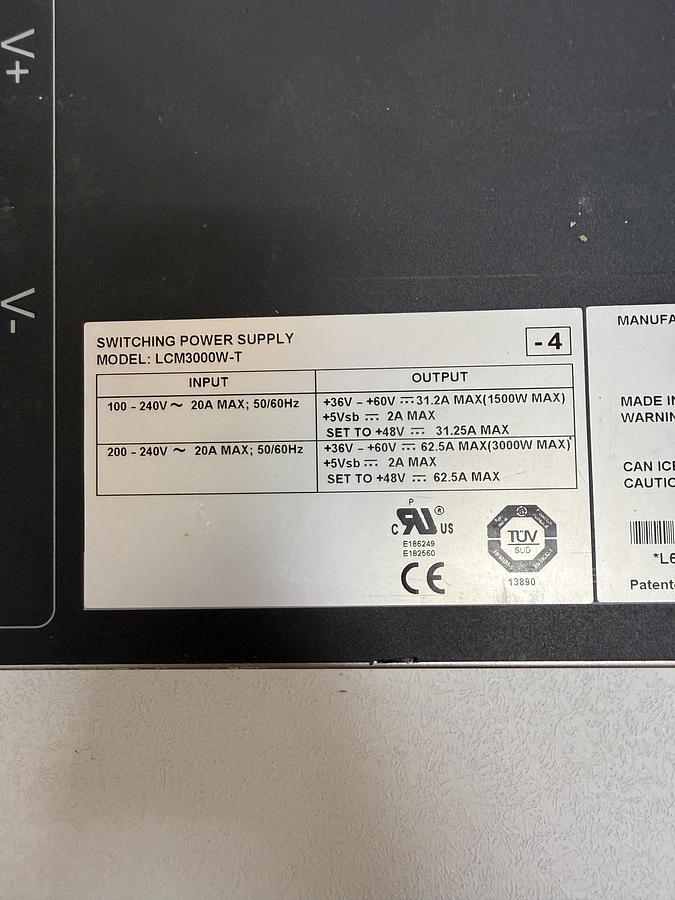 V+
V-
SWITCHING POWER SUPPLY
MODEL: LCM3000W-T
-4
INPUT
OUTPUT
100 - 240V ~ 20A MAX; 50/60Hz
+36V – +60V ⎓ 31.2A MAX(1500W MAX)
+5Vsb ⎓ 2A MAX
SET TO +48V ⎓ 31.25A MAX
200 - 240V ~ 20A MAX; 50/60Hz
+36V – +60V ⎓ 62.5A MAX(3000W MAX)
+5Vsb ⎓ 2A MAX
SET TO +48V ⎓ 62.5A MAX
P
C RU ® US
E186249
E182560
CE
TÜV
SUD
13890
MANUFA
MADE IN
WARNIN
CAN ICE
CAUTIO
*L6
Patent